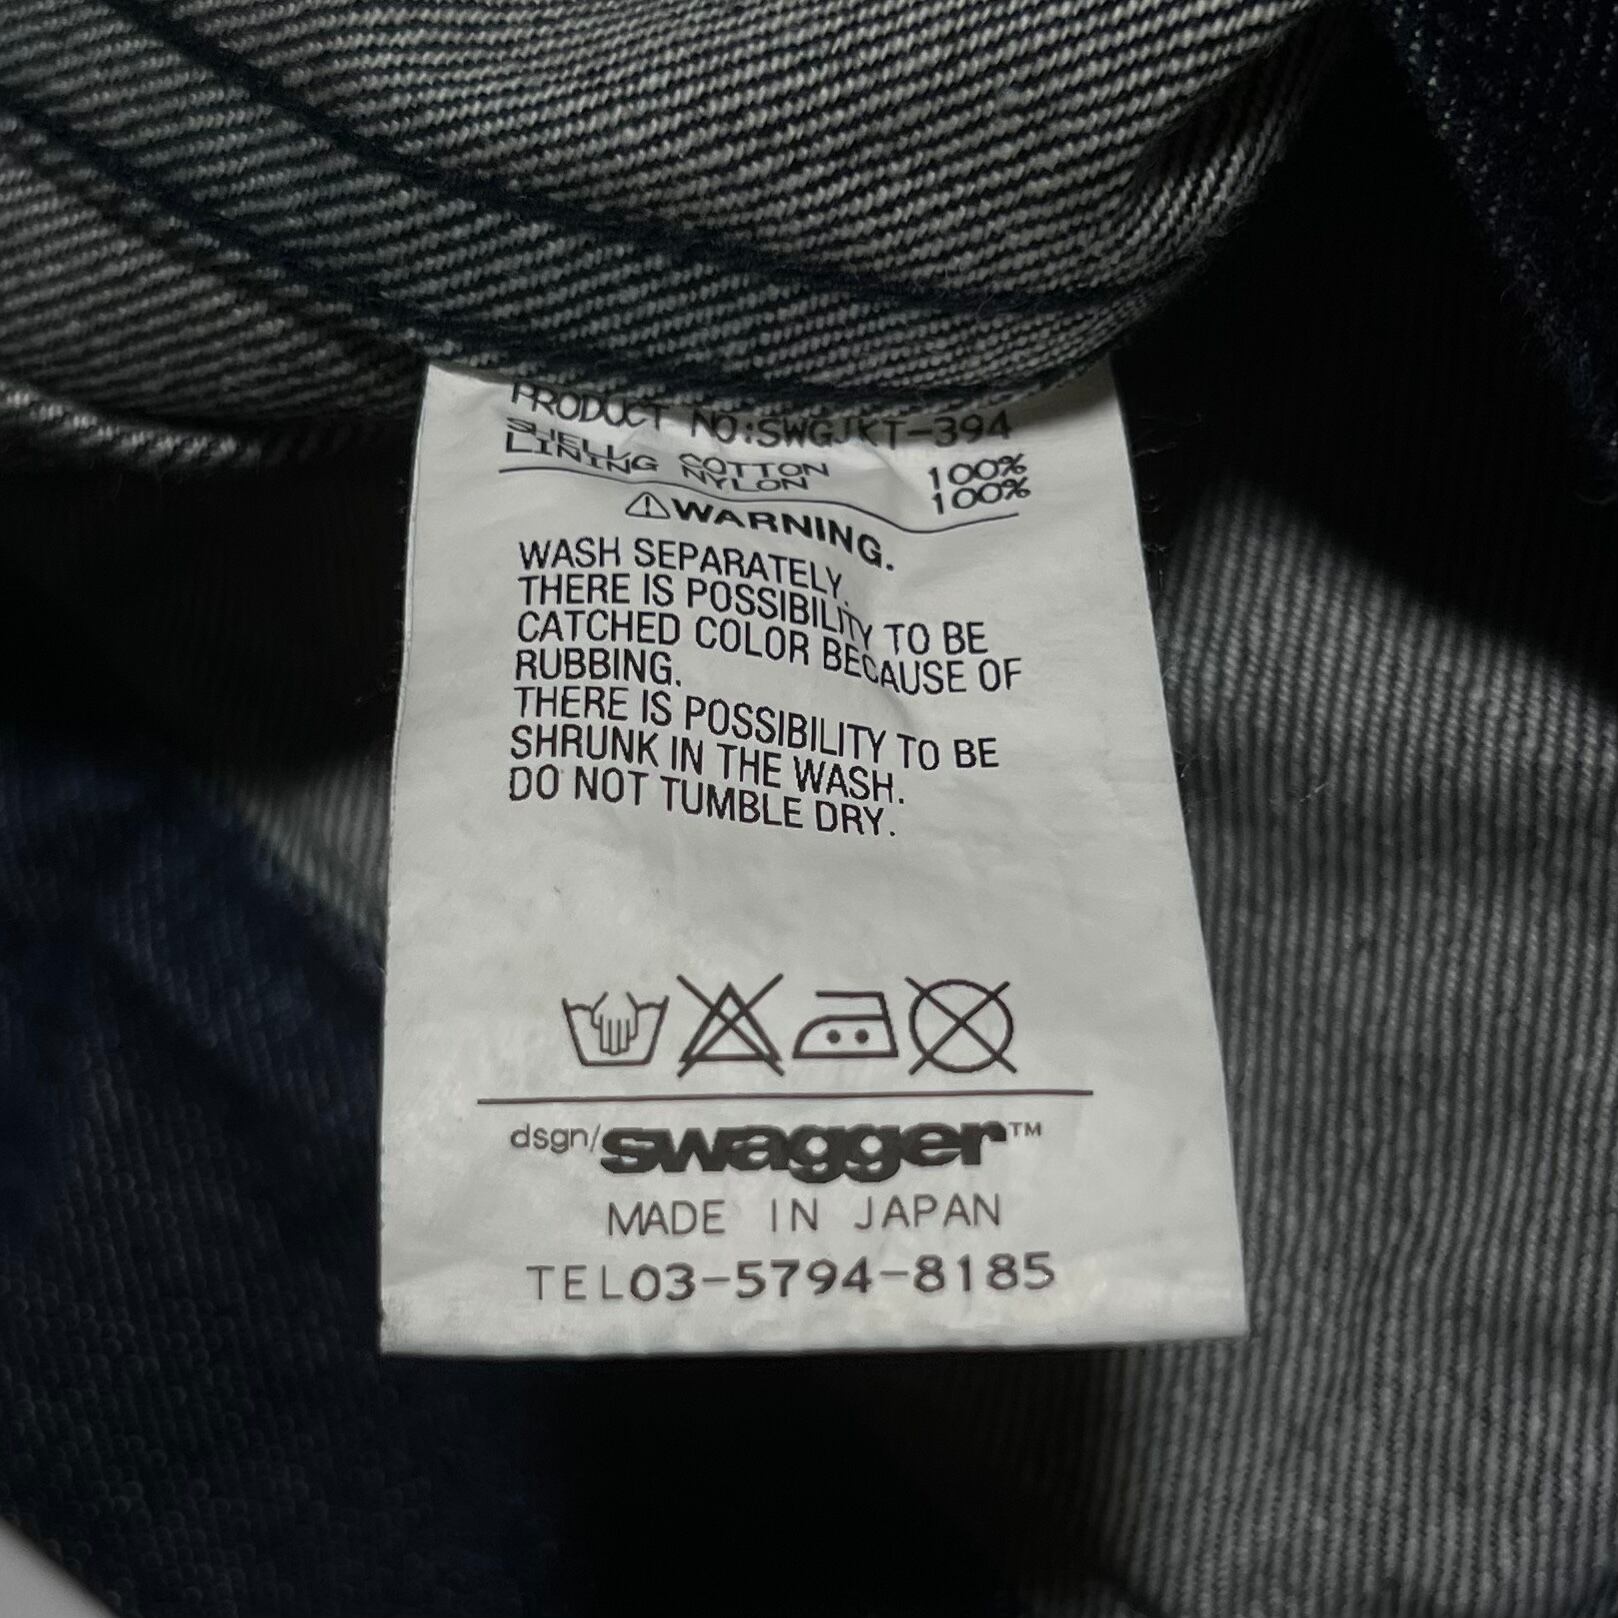 PRODUCT NO:SWGJKT-394
SHELL COTTON 100%
LINING NYLON 100%
⚠WARNING.
WASH SEPARATELY.
THERE IS POSSIBILITY TO BE
CATCHED COLOR BECAUSE OF
RUBBING.
THERE IS POSSIBILITY TO BE
SHRUNK IN THE WASH.
DO NOT TUMBLE DRY.
dsgn/swagger™
MADE IN JAPAN
TEL03-5794-8185